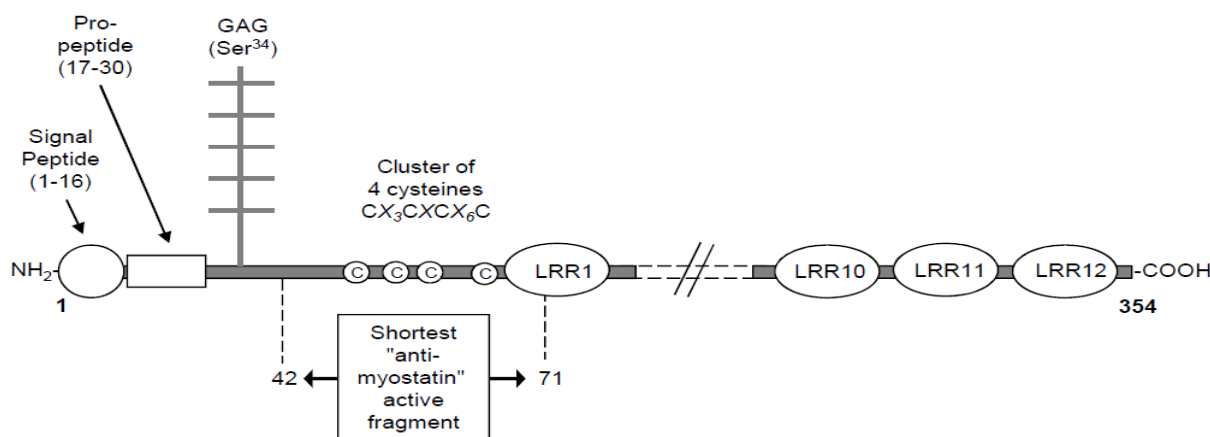 Pro-
peptide
(17-30)
GAG
(Ser³⁴)
Signal
Peptide
(1-16)
Cluster of
4 cysteines
CX₃CXCX₆C
NH₂-
C
C
C
C
LRR1
LRR10
LRR11
LRR12
-COOH
1
354
42
Shortest
"anti-
myostatin"
active
fragment
71